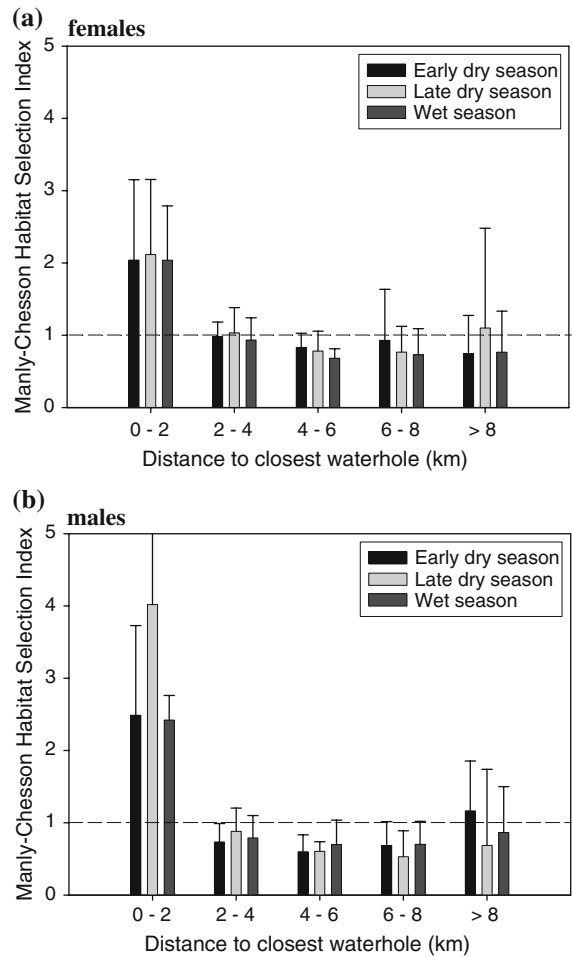 (a)
females
Manly-Chesson Habitat Selection Index
5
4
3
2
1
0
Early dry season
Late dry season
Wet season
0 - 2 2 - 4 4 - 6 6 - 8 > 8
Distance to closest waterhole (km)
(b)
males
Manly-Chesson Habitat Selection Index
5
4
3
2
1
0
Early dry season
Late dry season
Wet season
0 - 2 2 - 4 4 - 6 6 - 8 > 8
Distance to closest waterhole (km)